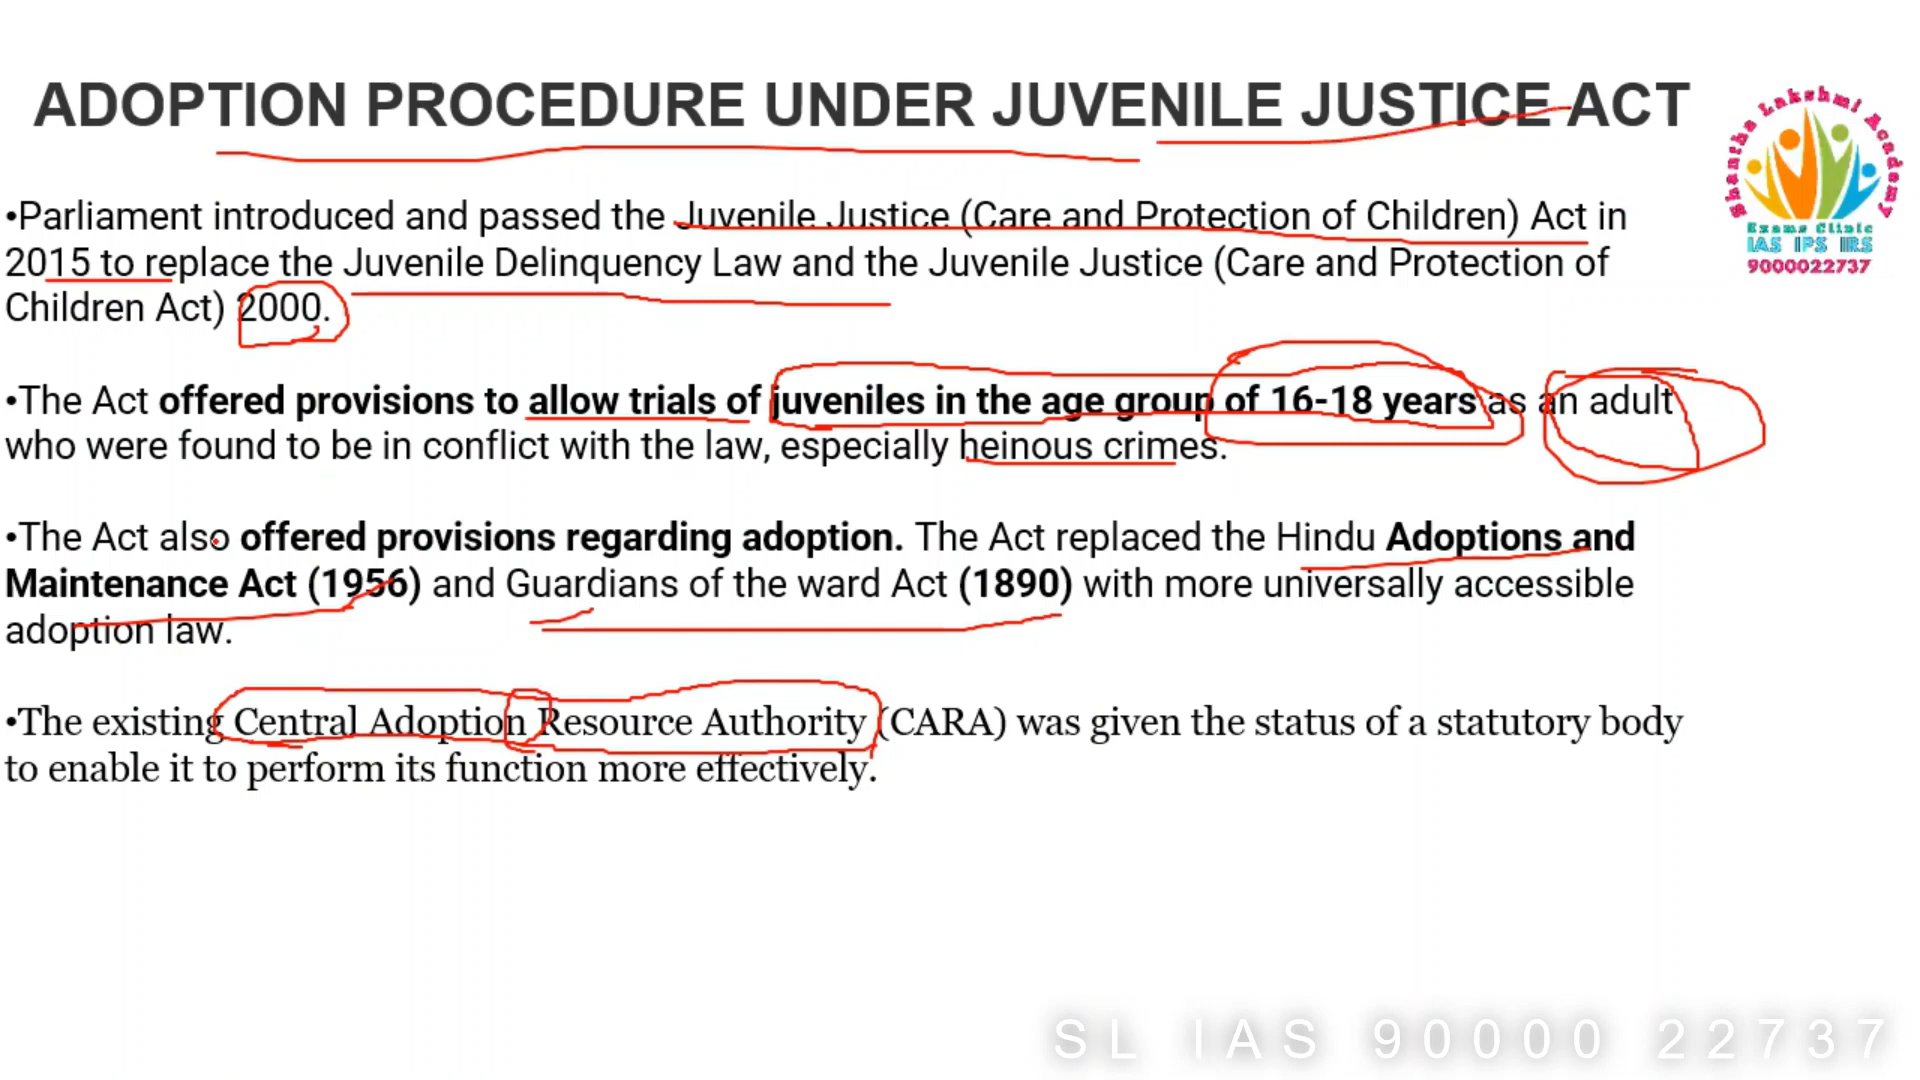 ADOPTION PROCEDURE UNDER JUVENILE JUSTICE ACT
Shantha Lakshmi Academy
Exams Clinic
IAS IPS IRS
9000022737
•Parliament introduced and passed the Juvenile Justice (Care and Protection of Children) Act in
2015 to replace the Juvenile Delinquency Law and the Juvenile Justice (Care and Protection of
Children Act) 2000.
•The Act offered provisions to allow trials of juveniles in the age group of 16-18 years as an adult
who were found to be in conflict with the law, especially heinous crimes.
•The Act also offered provisions regarding adoption. The Act replaced the Hindu Adoptions and
Maintenance Act (1956) and Guardians of the ward Act (1890) with more universally accessible
adoption law.
•The existing Central Adoption Resource Authority (CARA) was given the status of a statutory body
to enable it to perform its function more effectively.
SL IAS 90000 22737